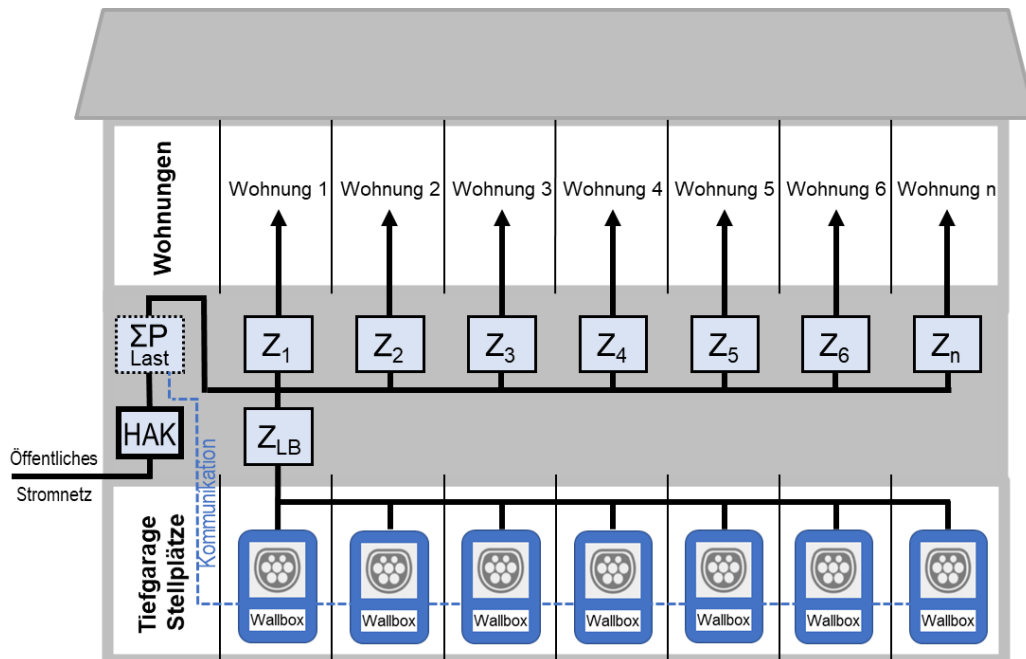 Wohnungen
Wohnung 1
Wohnung 2
Wohnung 3
Wohnung 4
Wohnung 5
Wohnung 6
Wohnung n
ΣP
Last
Z₁
Z₂
Z₃
Z₄
Z₅
Z₆
Zₙ
HAK
Z_LB
Öffentliches
Stromnetz
Kommunikation
Tiefgarage
Stellplätze
Wallbox
Wallbox
Wallbox
Wallbox
Wallbox
Wallbox
Wallbox